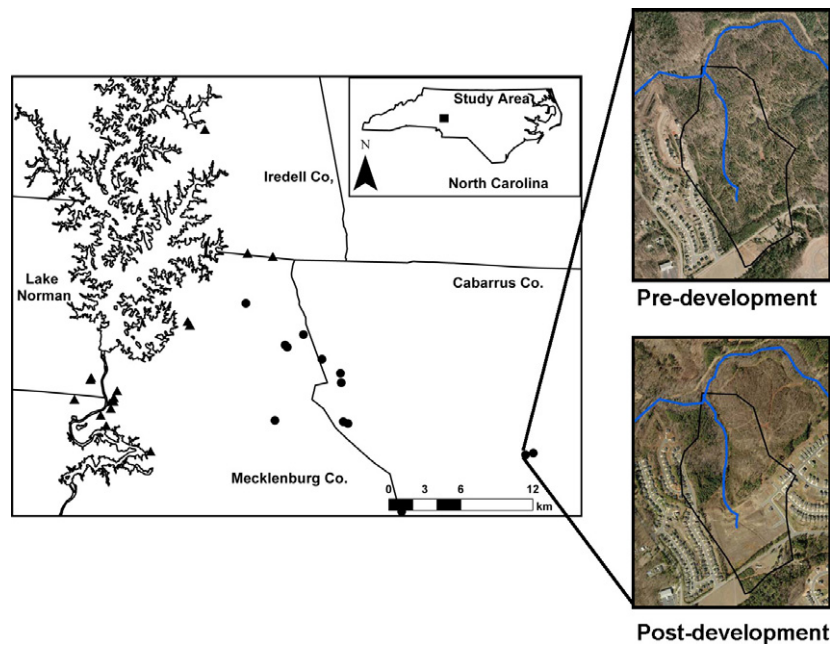 Study Area
N
North Carolina
Iredell Co,
Lake
Norman
Cabarrus Co.
Mecklenburg Co.
0 3 6 12
km
Pre-development
Post-development